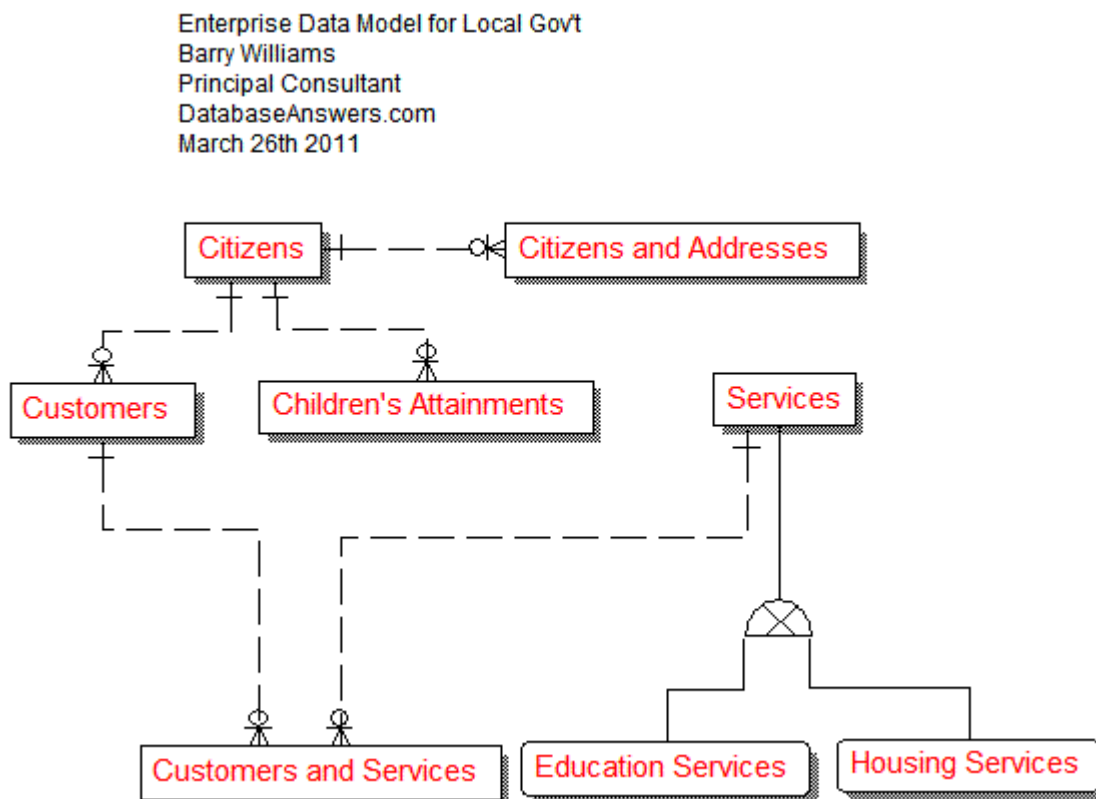 Enterprise Data Model for Local Gov't
Barry Williams
Principal Consultant
DatabaseAnswers.com
March 26th 2011
Citizens
Citizens and Addresses
Customers
Children's Attainments
Services
Customers and Services
Education Services
Housing Services